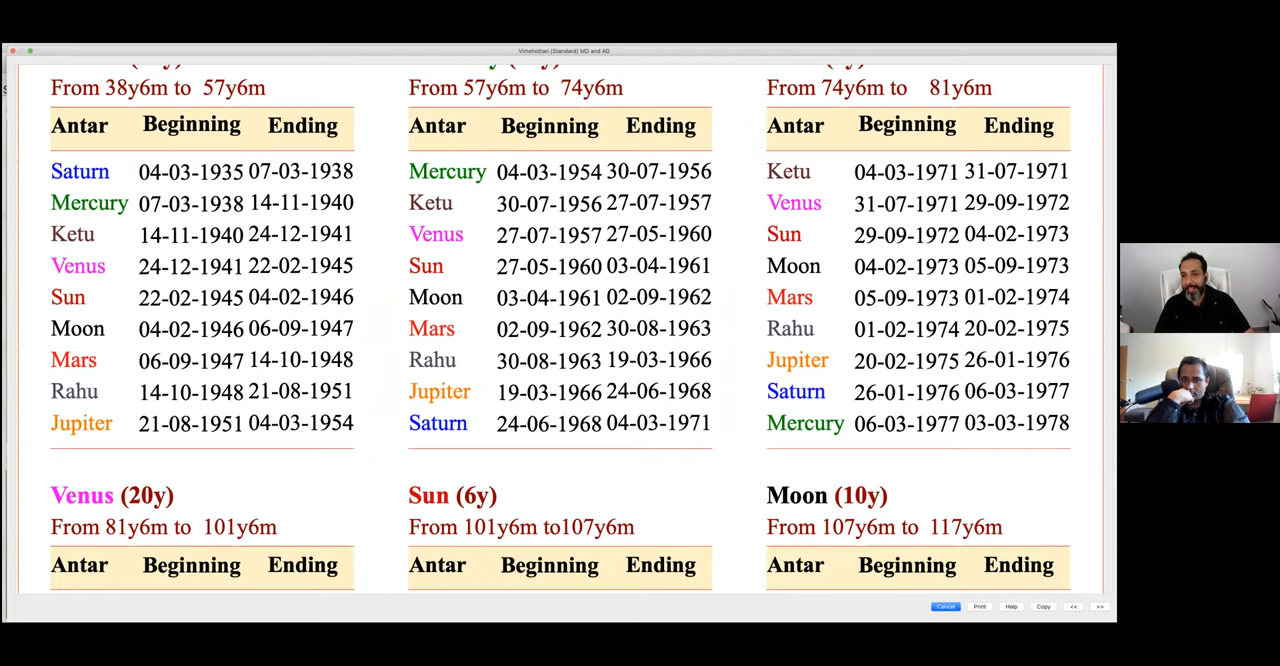 Vimshottari (Standard) MD and AD
From 38y6m to 57y6m
Antar Beginning Ending
Saturn 04-03-1935 07-03-1938
Mercury 07-03-1938 14-11-1940
Ketu 14-11-1940 24-12-1941
Venus 24-12-1941 22-02-1945
Sun 22-02-1945 04-02-1946
Moon 04-02-1946 06-09-1947
Mars 06-09-1947 14-10-1948
Rahu 14-10-1948 21-08-1951
Jupiter 21-08-1951 04-03-1954
From 57y6m to 74y6m
Antar Beginning Ending
Mercury 04-03-1954 30-07-1956
Ketu 30-07-1956 27-07-1957
Venus 27-07-1957 27-05-1960
Sun 27-05-1960 03-04-1961
Moon 03-04-1961 02-09-1962
Mars 02-09-1962 30-08-1963
Rahu 30-08-1963 19-03-1966
Jupiter 19-03-1966 24-06-1968
Saturn 24-06-1968 04-03-1971
From 74y6m to 81y6m
Antar Beginning Ending
Ketu 04-03-1971 31-07-1971
Venus 31-07-1971 29-09-1972
Sun 29-09-1972 04-02-1973
Moon 04-02-1973 05-09-1973
Mars 05-09-1973 01-02-1974
Rahu 01-02-1974 20-02-1975
Jupiter 20-02-1975 26-01-1976
Saturn 26-01-1976 06-03-1977
Mercury 06-03-1977 03-03-1978
Venus (20y)
From 81y6m to 101y6m
Antar Beginning Ending
Sun (6y)
From 101y6m to107y6m
Antar Beginning Ending
Moon (10y)
From 107y6m to 117y6m
Antar Beginning Ending
Cancel Print Help Copy << >>